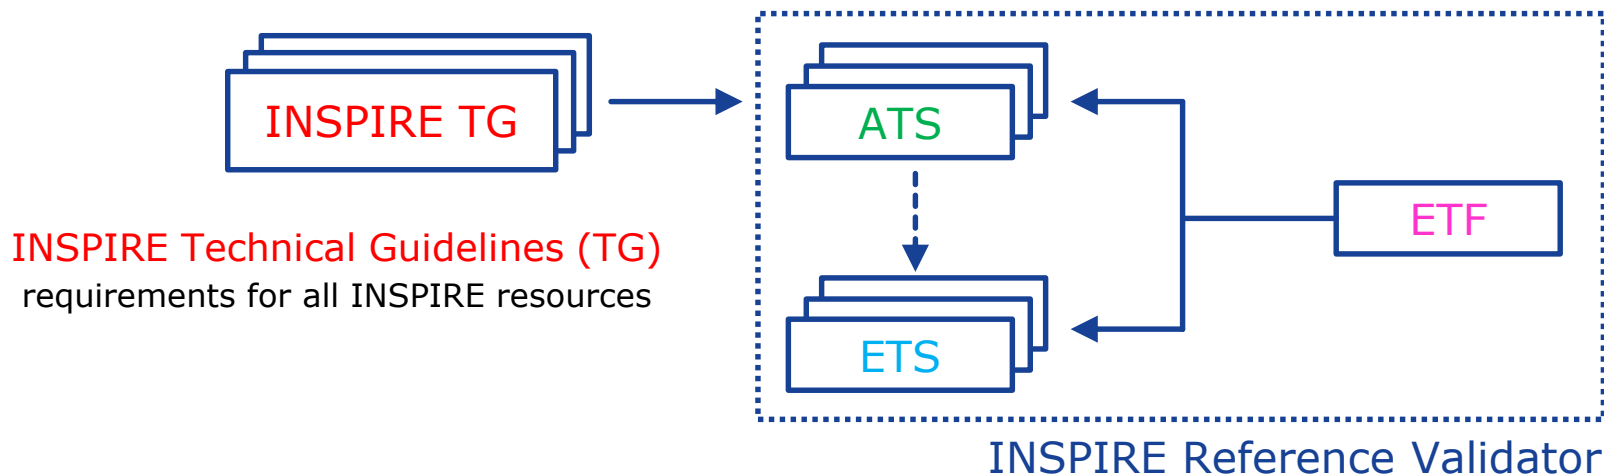 INSPIRE TG
ATS
ETF
INSPIRE Technical Guidelines (TG)
requirements for all INSPIRE resources
ETS
INSPIRE Reference Validator